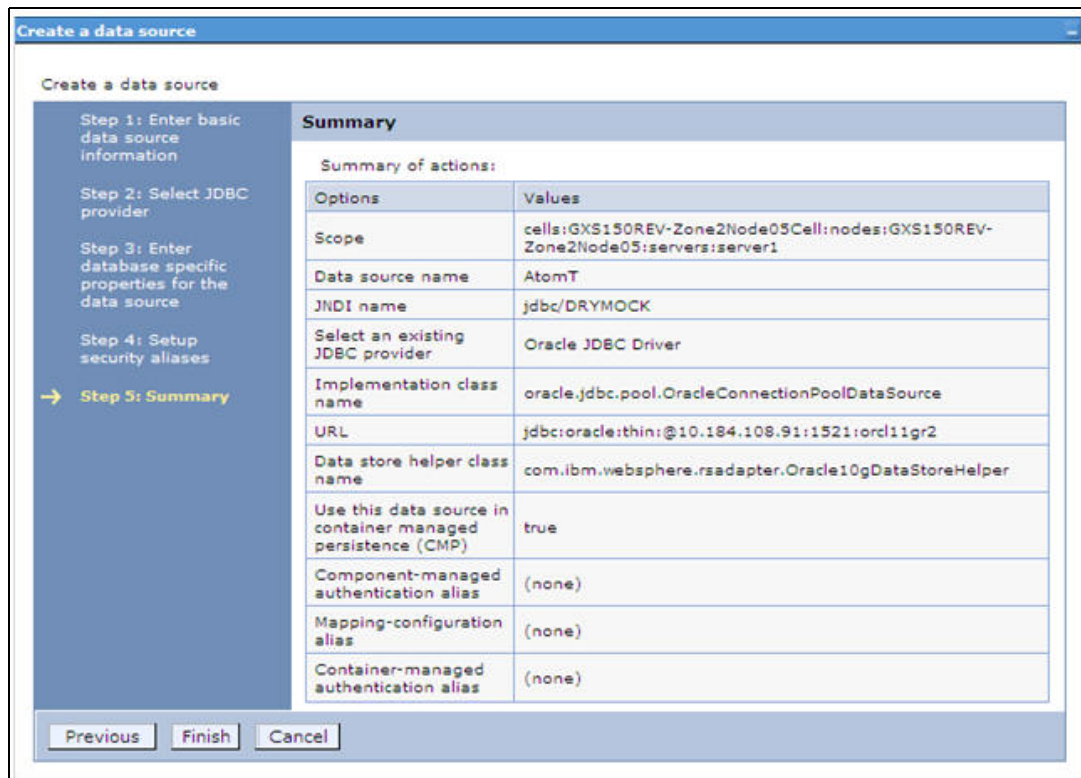 Create a data source
Create a data source
Step 1: Enter basic
data source
information
Step 2: Select JDBC
provider
Step 3: Enter
database specific
properties for the
data source
Step 4: Setup
security aliases
Step 5: Summary
Summary
Summary of actions:
Options Values
Scope cells:GXS150REV-Zone2Node05Cell:nodes:GXS150REV-
Zone2Node05:servers:server1
Data source name AtomT
JNDI name jdbc/DRYMOCK
Select an existing
JDBC provider Oracle JDBC Driver
Implementation class
name oracle.jdbc.pool.OracleConnectionPoolDataSource
URL jdbc:oracle:thin:@10.184.108.91:1521:orcl11gr2
Data store helper class
name com.ibm.websphere.rsadapter.Oracle10gDataStoreHelper
Use this data source in
container managed
persistence (CMP) true
Component-managed
authentication alias (none)
Mapping-configuration
alias (none)
Container-managed
authentication alias (none)
Previous Finish Cancel